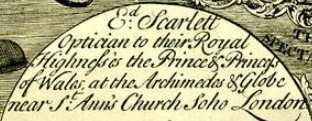 Ed. Scarlett
Optician to their Royal
Highness's the Prince & Princess
of Wales, at the Archimedes & Globe
near St. Ann's Church Soho London